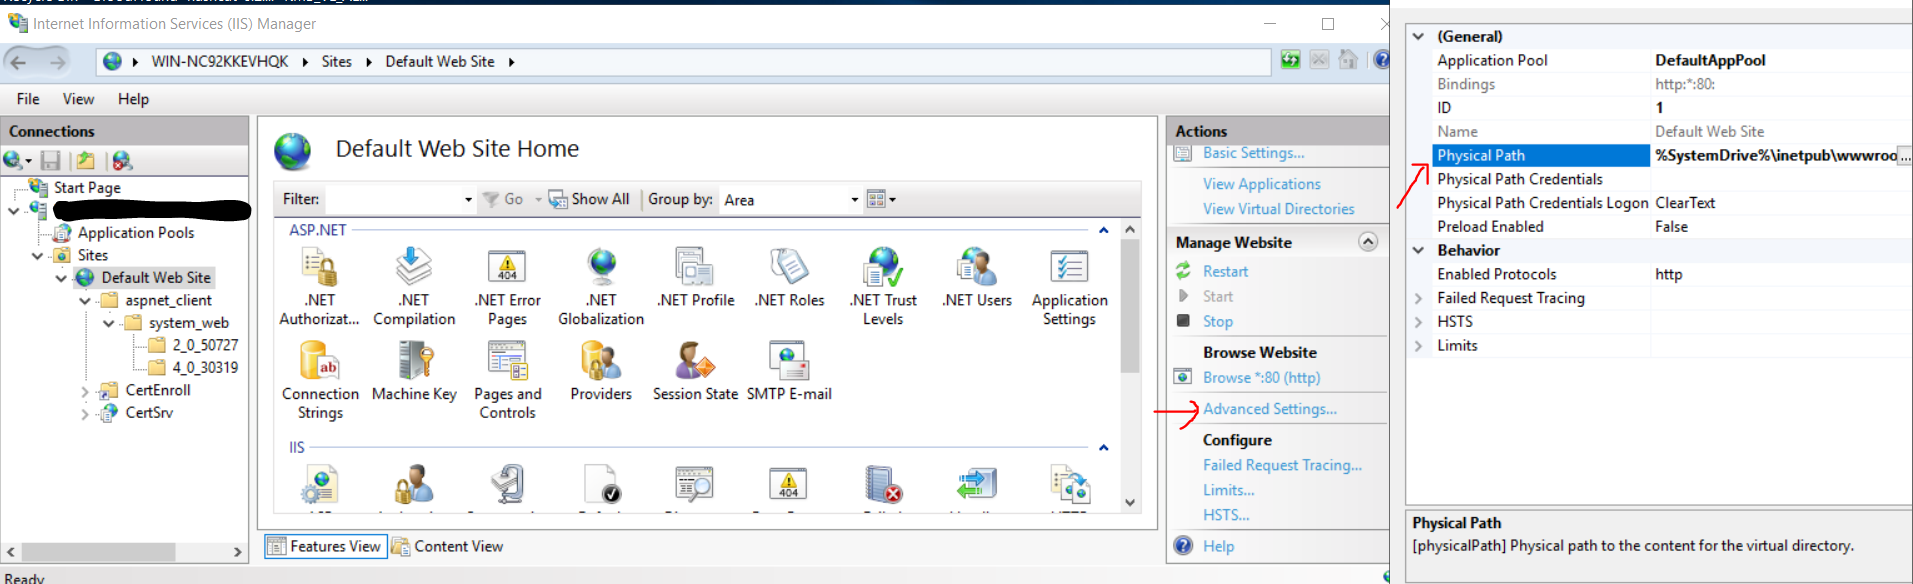 Internet Information Services (IIS) Manager
WIN-NC92KKEVHQK
Sites
Default Web Site
File View Help
Connections
Start Page
Application Pools
Sites
Default Web Site
aspnet_client
system_web
2_0_50727
4_0_30319
CertEnroll
CertSrv
Default Web Site Home
Filter: Go Show All Group by: Area
ASP.NET
.NET Authorizat...
.NET Compilation
.NET Error Pages
.NET Globalization
.NET Profile
.NET Roles
.NET Trust Levels
.NET Users
Application Settings
Connection Strings
Machine Key
Pages and Controls
Providers
Session State
SMTP E-mail
IIS
Features View
Content View
Ready
Actions
Basic Settings...
View Applications
View Virtual Directories
Manage Website
Restart
Start
Stop
Browse Website
Browse *:80 (http)
Advanced Settings...
Configure
Failed Request Tracing...
Limits...
HSTS...
Help
(General)
Application Pool DefaultAppPool
Bindings http:*:80:
ID 1
Name Default Web Site
Physical Path %SystemDrive%\inetpub\wwwroo ...
Physical Path Credentials
Physical Path Credentials Logon ClearText
Preload Enabled False
Behavior
Enabled Protocols http
Failed Request Tracing
HSTS
Limits
Physical Path
[physicalPath] Physical path to the content for the virtual directory.